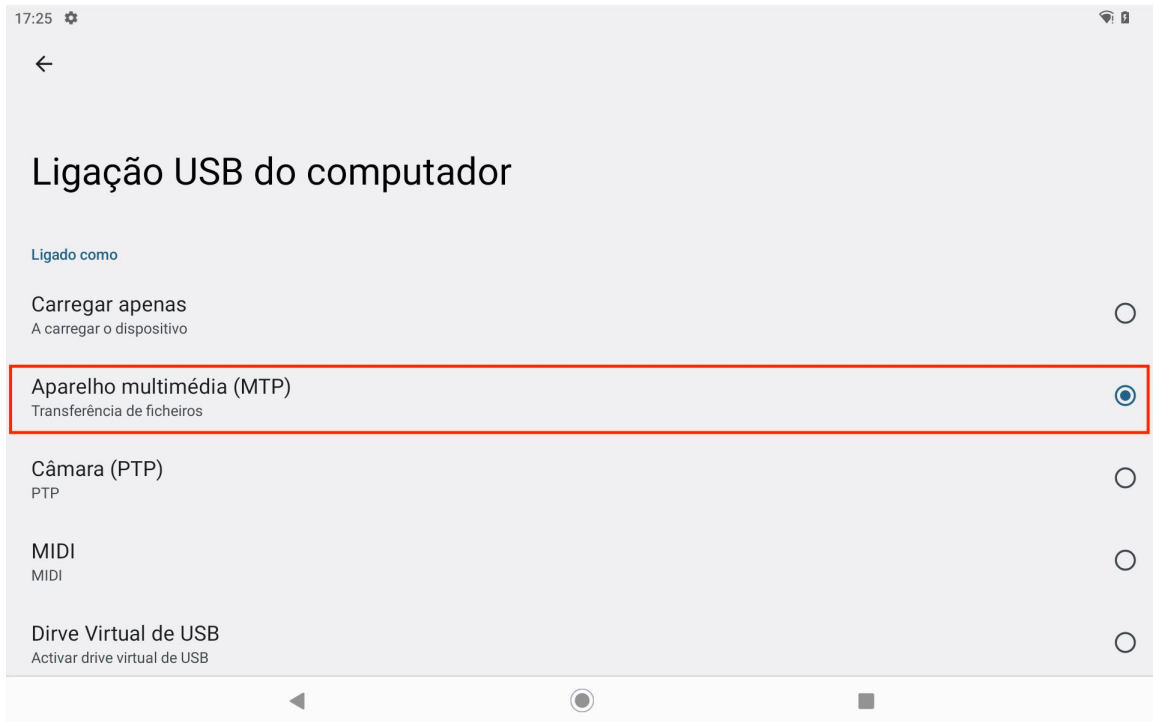 17:25
Ligação USB do computador
Ligado como
Carregar apenas
A carregar o dispositivo
Aparelho multimédia (MTP)
Transferência de ficheiros
Câmara (PTP)
PTP
MIDI
MIDI
Dirve Virtual de USB
Activar drive virtual de USB